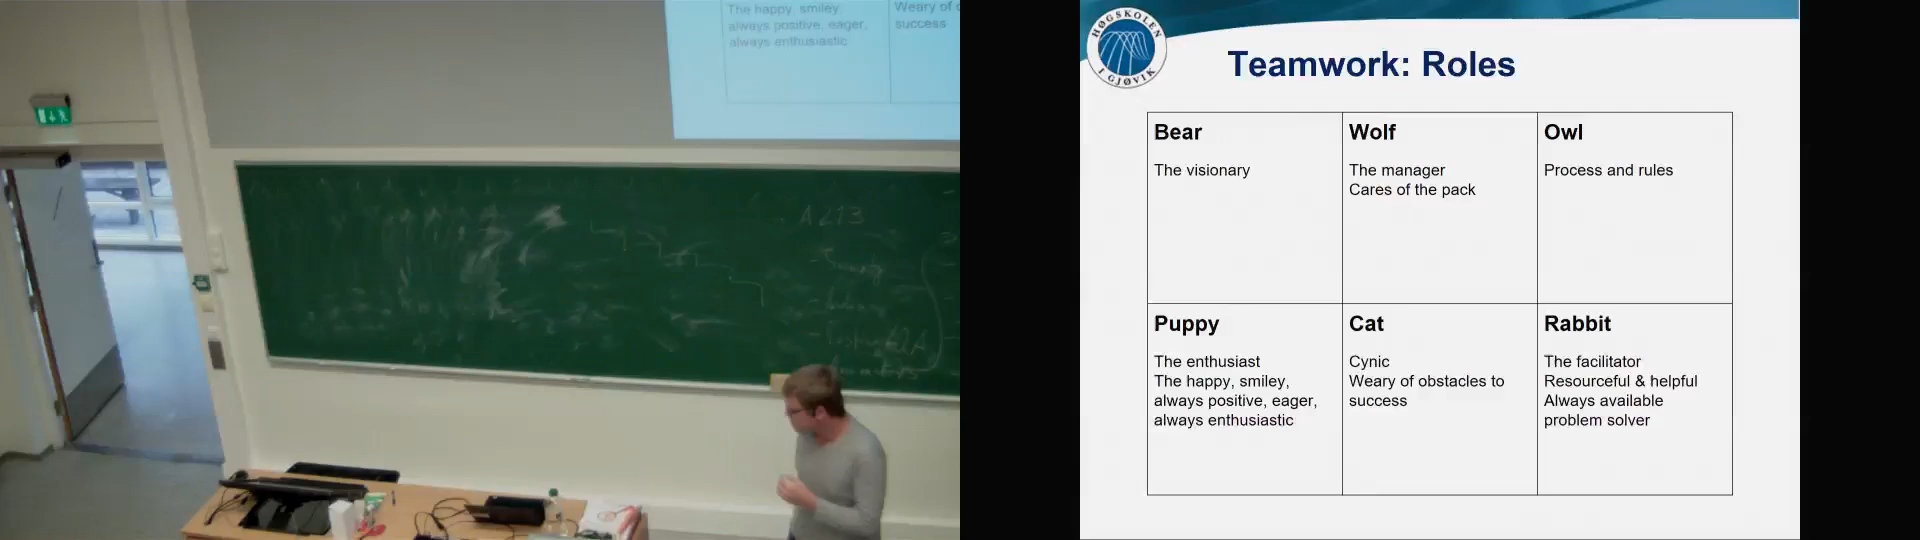 The happy, smiley,
always positive, eager,
always enthusiastic
Weary of
success
A213
HØGSKOLEN
I GJØVIK
Teamwork: Roles
Bear
The visionary
Wolf
The manager
Cares of the pack
Owl
Process and rules
Puppy
The enthusiast
The happy, smiley,
always positive, eager,
always enthusiastic
Cat
Cynic
Weary of obstacles to
success
Rabbit
The facilitator
Resourceful & helpful
Always available
problem solver